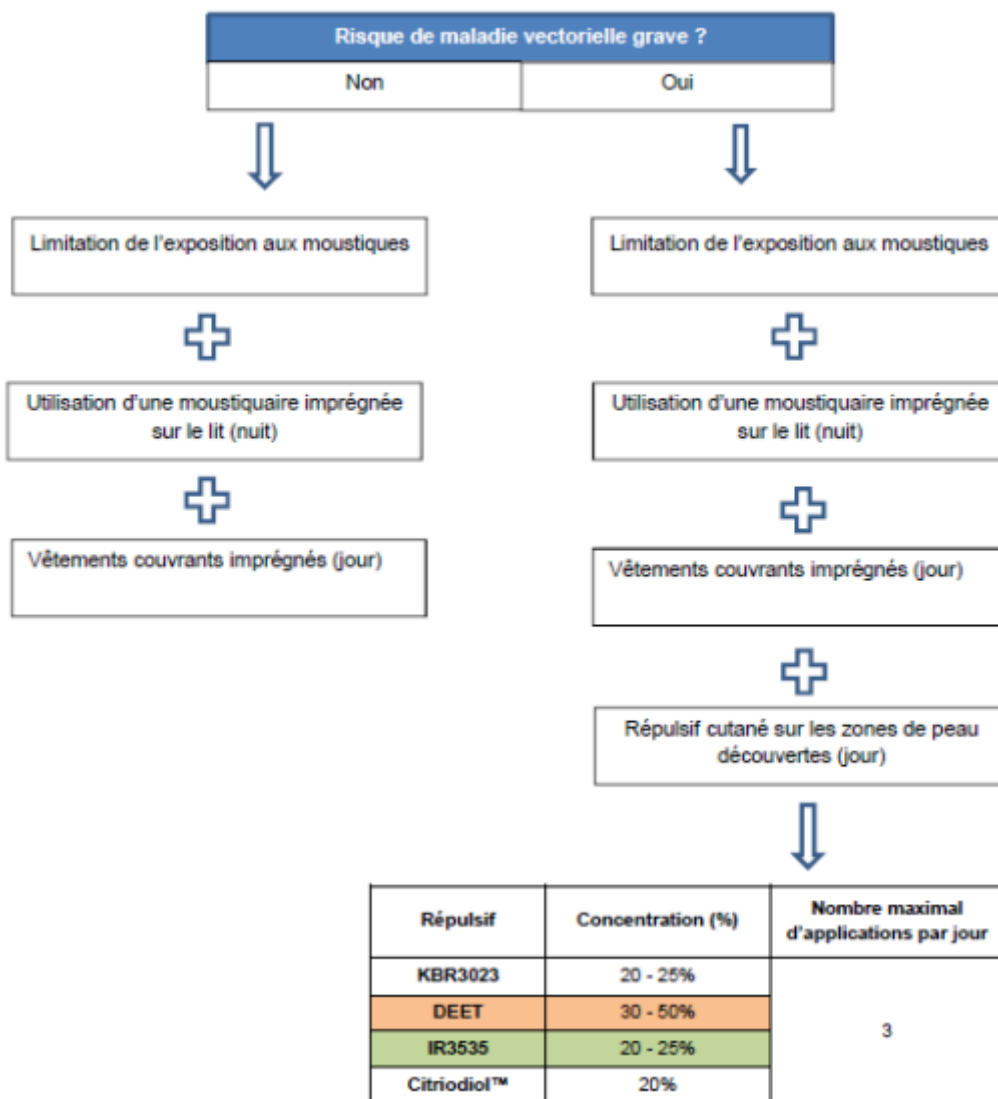 Risque de maladie vectorielle grave ?
Non Oui
Limitation de l'exposition aux moustiques
Utilisation d'une moustiquaire imprégnée
sur le lit (nuit)
Vêtements couvrants imprégnés (jour)
Limitation de l'exposition aux moustiques
Utilisation d'une moustiquaire imprégnée
sur le lit (nuit)
Vêtements couvrants imprégnés (jour)
Répulsif cutané sur les zones de peau
découvertes (jour)
Répulsif Concentration (%) Nombre maximal
d'applications par jour
KBR3023 20 - 25%
DEET 30 - 50%
3
IR3535 20 - 25%
Citriodiol™ 20%